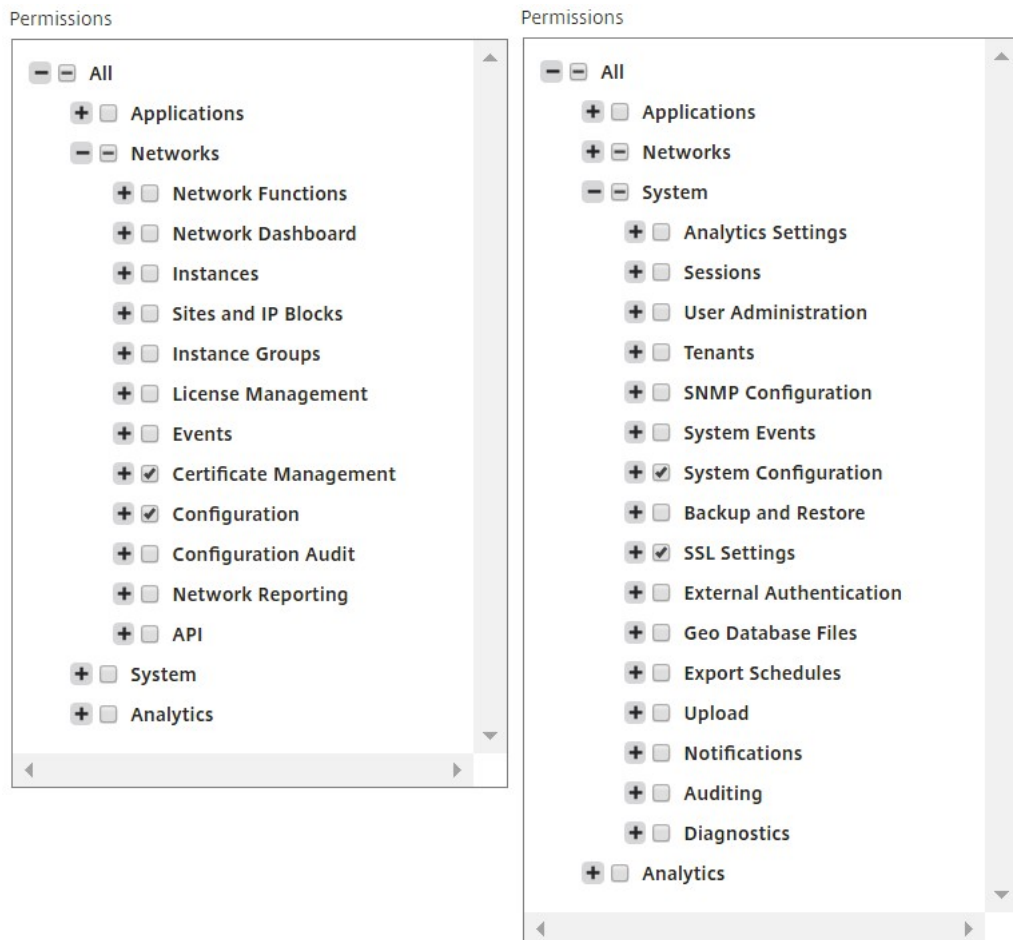 Permissions
All
Applications
Networks
Network Functions
Network Dashboard
Instances
Sites and IP Blocks
Instance Groups
License Management
Events
Certificate Management
Configuration
Configuration Audit
Network Reporting
API
System
Analytics
Permissions
All
Applications
Networks
System
Analytics Settings
Sessions
User Administration
Tenants
SNMP Configuration
System Events
System Configuration
Backup and Restore
SSL Settings
External Authentication
Geo Database Files
Export Schedules
Upload
Notifications
Auditing
Diagnostics
Analytics